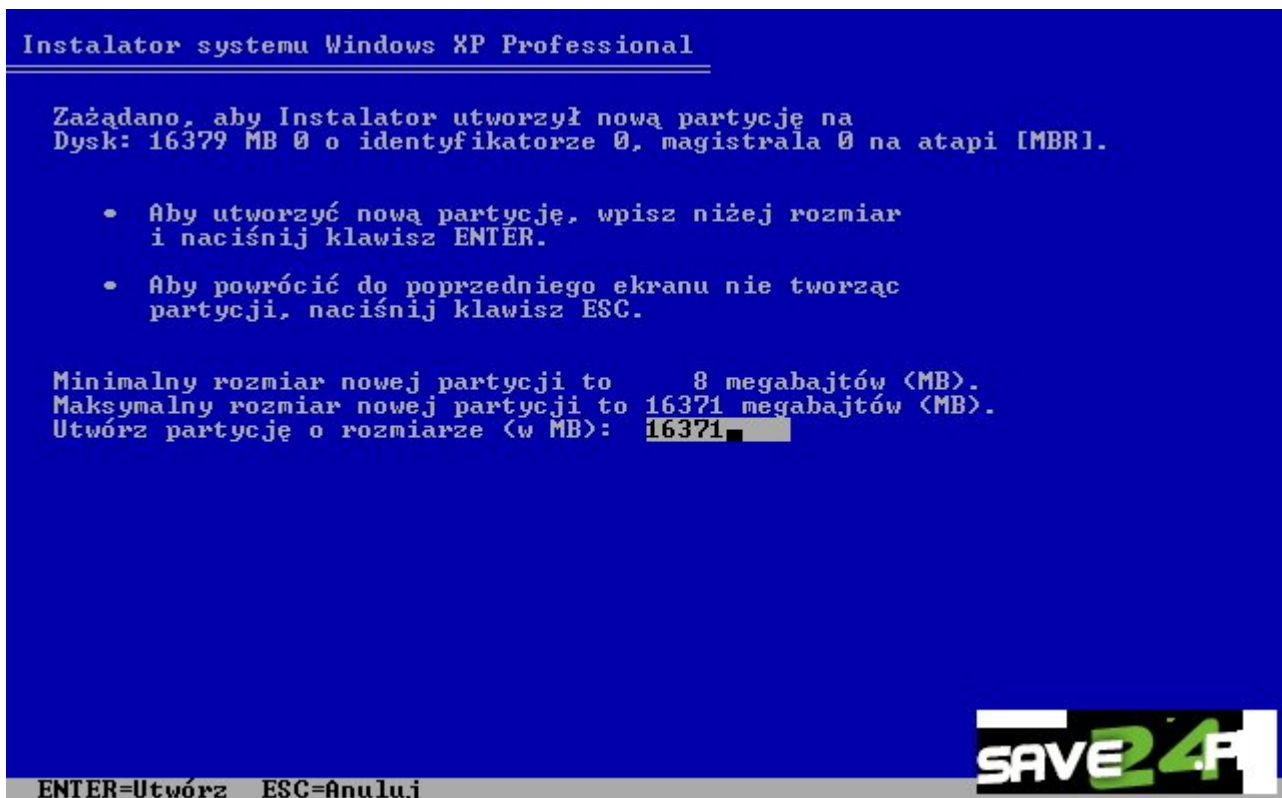 Instalator systemu Windows XP Professional
Zażądano, aby Instalator utworzył nową partycję na
Dysk: 16379 MB 0 o identyfikatorze 0, magistrala 0 na atapi [MBR].
• Aby utworzyć nową partycję, wpisz niżej rozmiar
i naciśnij klawisz ENTER.
• Aby powrócić do poprzedniego ekranu nie tworząc
partycji, naciśnij klawisz ESC.
Minimalny rozmiar nowej partycji to 8 megabajtów (MB).
Maksymalny rozmiar nowej partycji to 16371 megabajtów (MB).
Utwórz partycję o rozmiarze (w MB): 16371
ENTER=Utwórz ESC=Anuluj
SAVE24.P